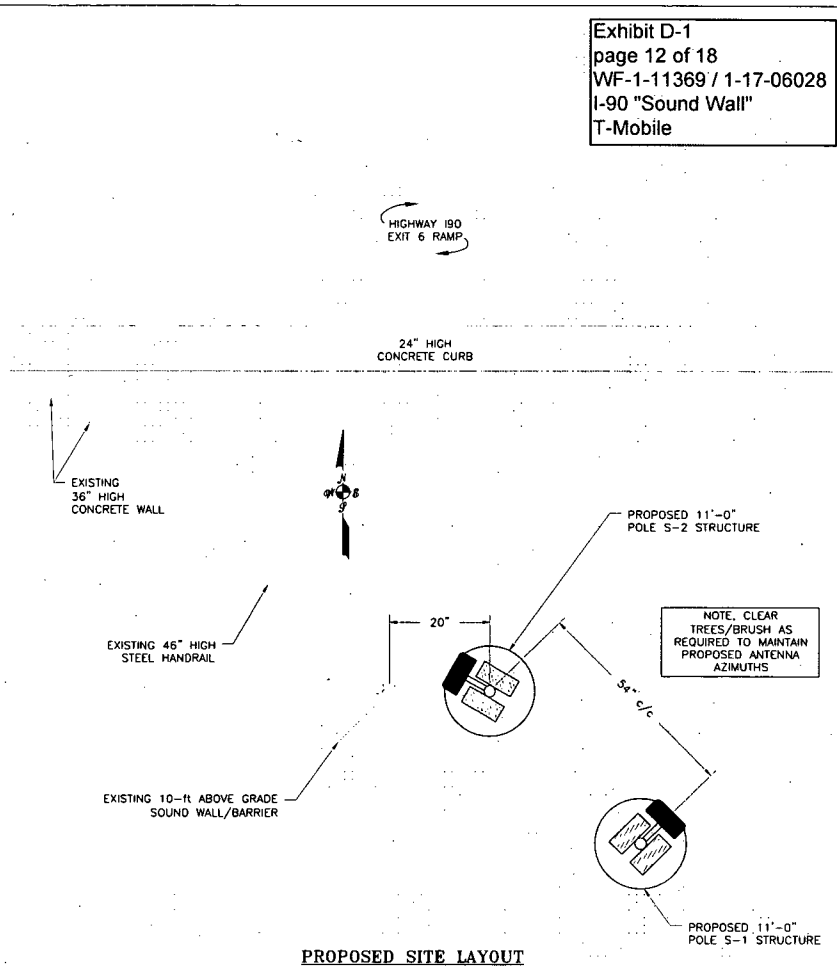 Exhibit D-1
page 12 of 18
WF-1-11369 / 1-17-06028
I-90 "Sound Wall"
T-Mobile
HIGHWAY I90
EXIT 6 RAMP
24" HIGH
CONCRETE CURB
EXISTING
36" HIGH
CONCRETE WALL
N
W E
S
PROPOSED 11'-0"
POLE S-2 STRUCTURE
20"
NOTE, CLEAR
TREES/BRUSH AS
REQUIRED TO MAINTAIN
PROPOSED ANTENNA
AZIMUTHS
EXISTING 46" HIGH
STEEL HANDRAIL
54" c/c
EXISTING 10-ft ABOVE GRADE
SOUND WALL/BARRIER
PROPOSED 11'-0"
POLE S-1 STRUCTURE
PROPOSED SITE LAYOUT